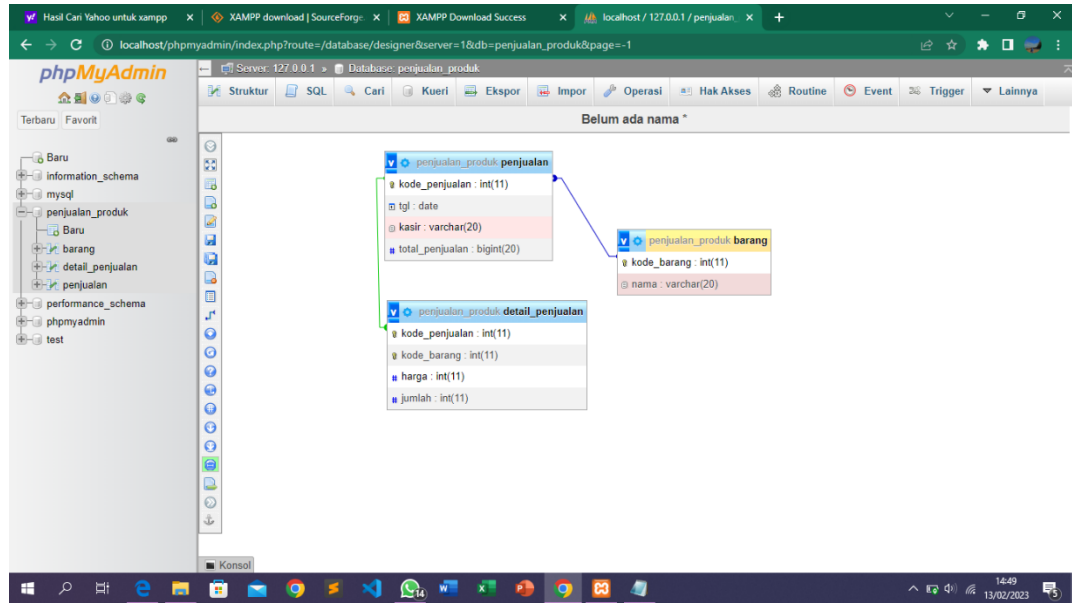 Hasil Cari Yahoo untuk xampp
XAMPP download | SourceForge.
XAMPP Download Success
localhost / 127.0.0.1 / penjualan_
localhost/phpmyadmin/index.php?route=/database/designer&server=1&db=penjualan_produk&page=-1
phpMyAdmin
Terbaru Favorit
Baru
information_schema
mysql
penjualan_produk
Baru
barang
detail_penjualan
penjualan
performance_schema
phpmyadmin
test
Server: 127.0.0.1 » Database: penjualan_produk
Struktur SQL Cari Kueri Ekspor Impor Operasi Hak Akses Routine Event Trigger Lainnya
Belum ada nama *
v penjualan_produk penjualan
kode_penjualan : int(11)
tgl : date
kasir : varchar(20)
# total_penjualan : bigint(20)
v penjualan_produk barang
kode_barang : int(11)
nama : varchar(20)
v penjualan_produk detail_penjualan
kode_penjualan : int(11)
kode_barang : int(11)
# harga : int(11)
# jumlah : int(11)
Konsol
14
14:49
13/02/2023
5